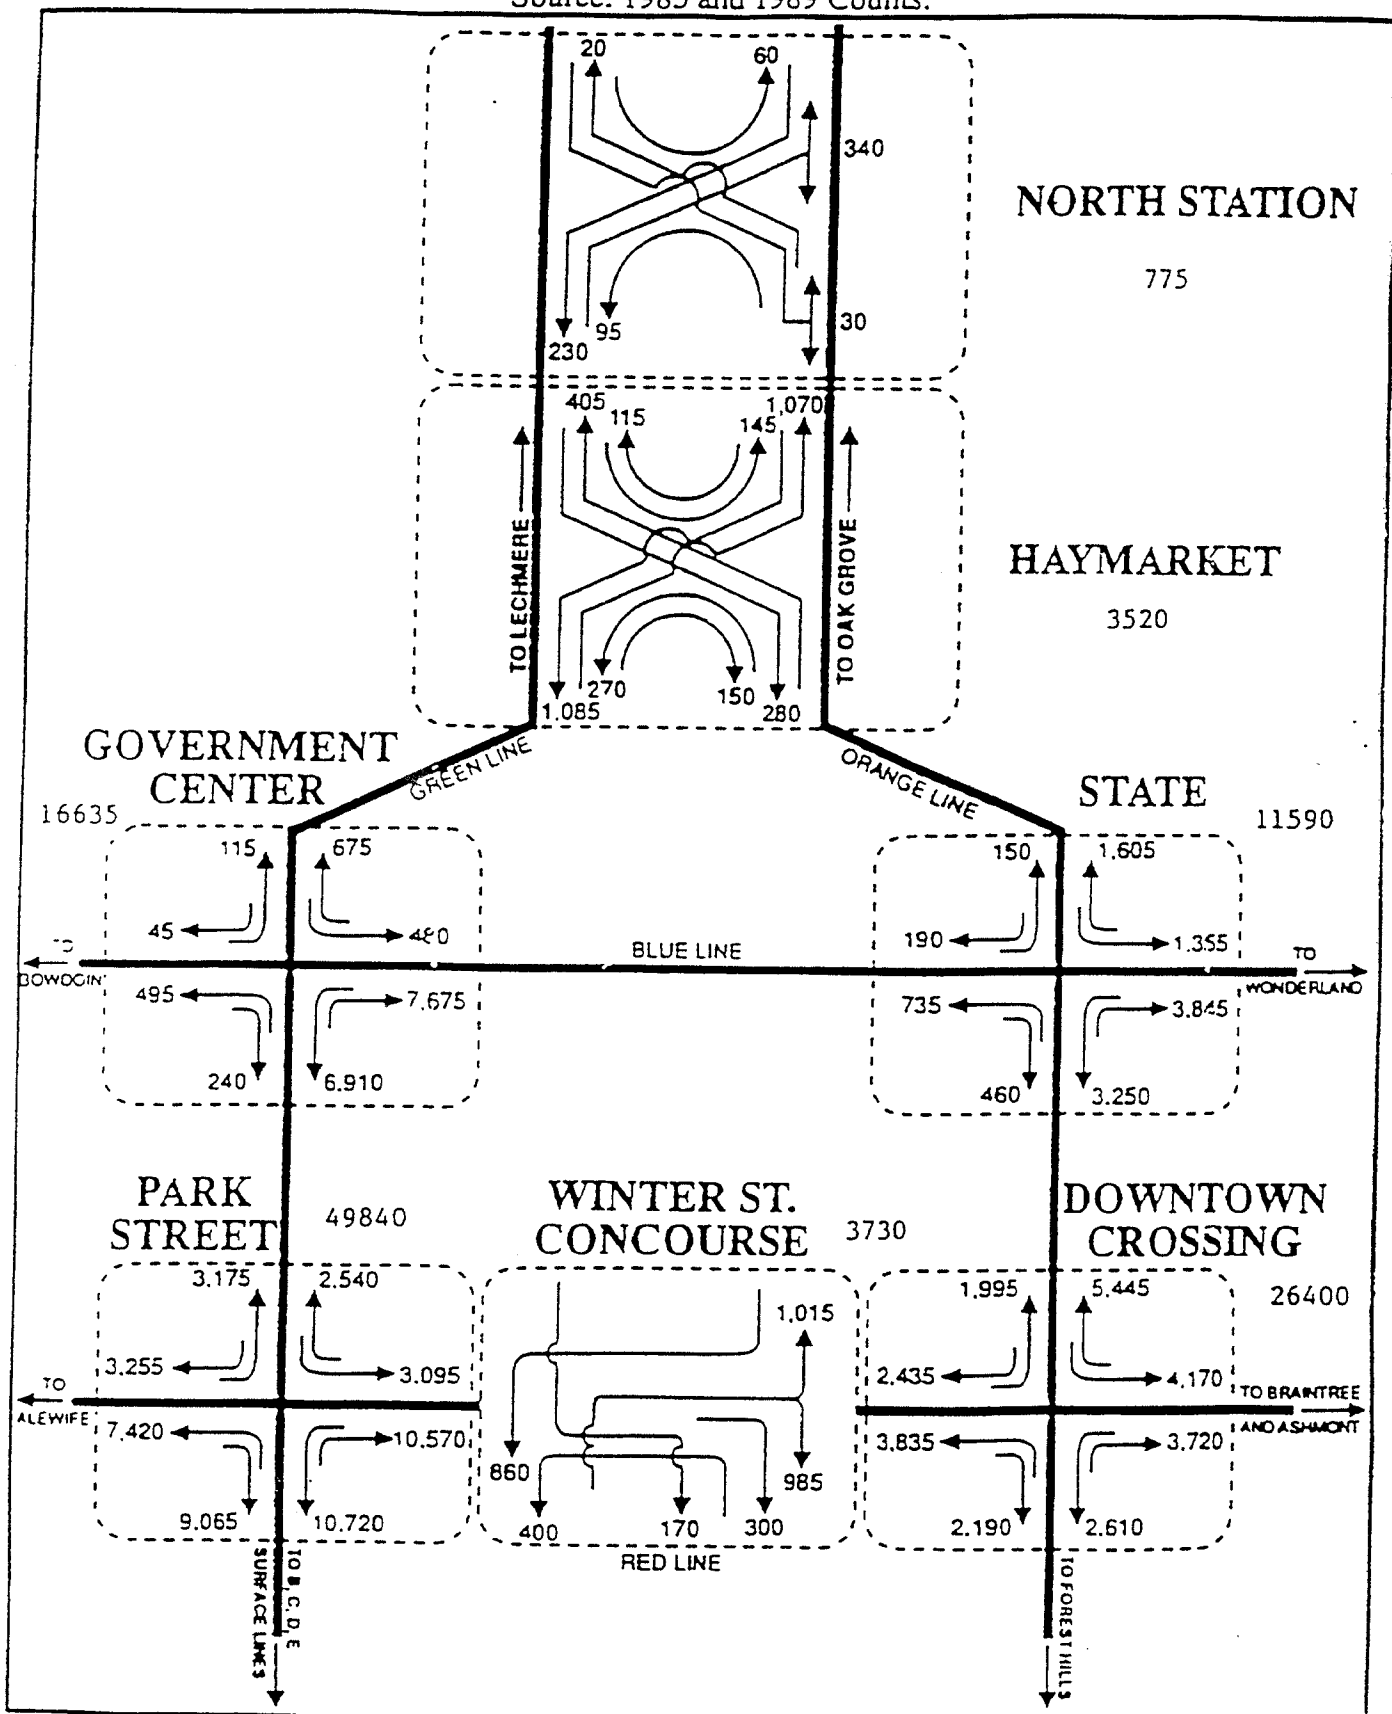 Source: 1985 and 1989 Counts.
20
60
340
NORTH STATION
775
30
95
230
405
115
145
1,070
TO LECHMERE
TO OAK GROVE
HAYMARKET
3520
270
150
1.085
280
GREEN LINE
ORANGE LINE
GOVERNMENT
CENTER
16635
STATE
11590
115
675
45
480
495
7,675
240
6.910
TO
BOWDOIN
BLUE LINE
150
1.605
190
1.355
735
3.845
460
3.250
TO
WONDERLAND
PARK
STREET
49840
WINTER ST.
CONCOURSE
3730
DOWNTOWN
CROSSING
26400
3.175
2.540
3.255
3.095
TO
ALEWIFE
7,420
10.570
9.065
10.720
1,015
860
985
400
170
300
RED LINE
1,995
5.445
2.435
4.170
TO BRAINTREE
AND ASHMONT
3.835
3.720
2.190
2.610
TO B, C, D, E
SURFACE LINES
TO FOREST HILLS